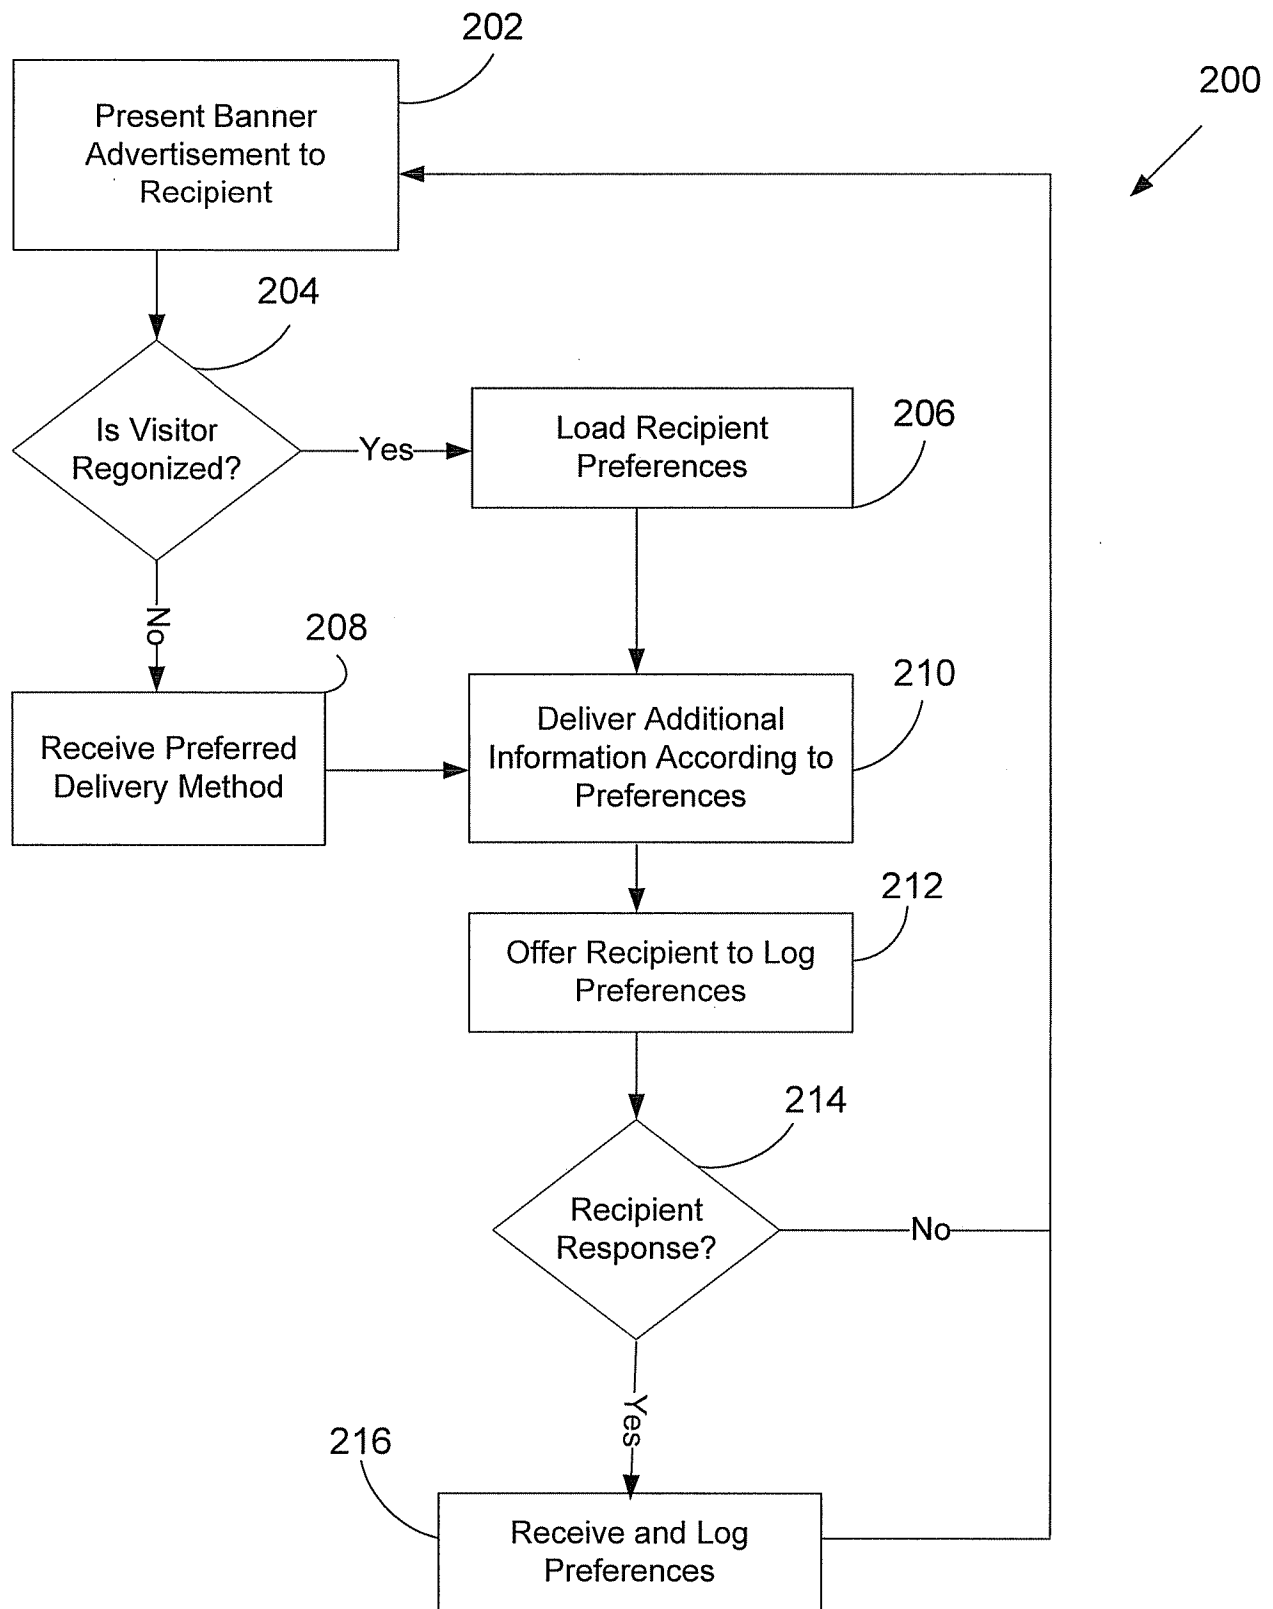 202
200
Present Banner
Advertisement to
Recipient
204
Is Visitor
Regonized?
Yes
Load Recipient
Preferences
206
No
208
Receive Preferred
Delivery Method
210
Deliver Additional
Information According to
Preferences
212
Offer Recipient to Log
Preferences
214
Recipient
Response?
No
Yes
216
Receive and Log
Preferences